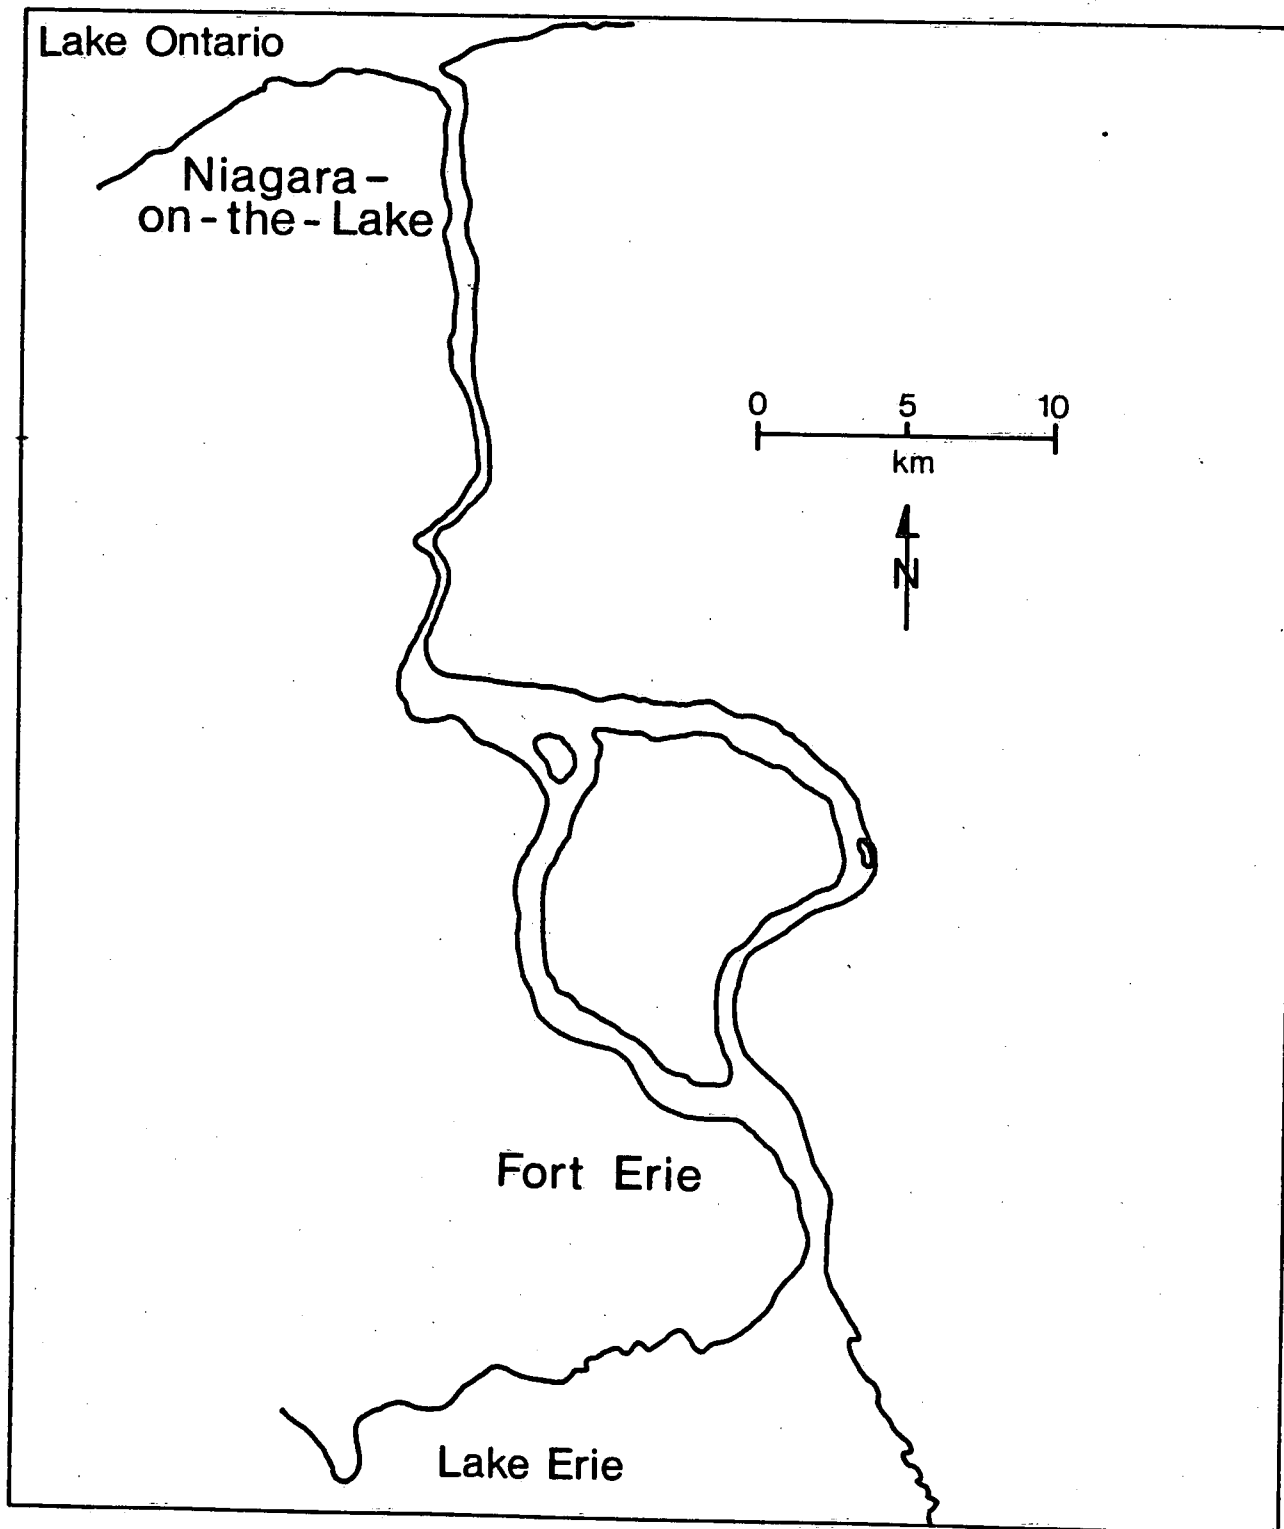 Lake Ontario
Niagara-
on-the-Lake
0 5 10
km
N
Fort Erie
Lake Erie